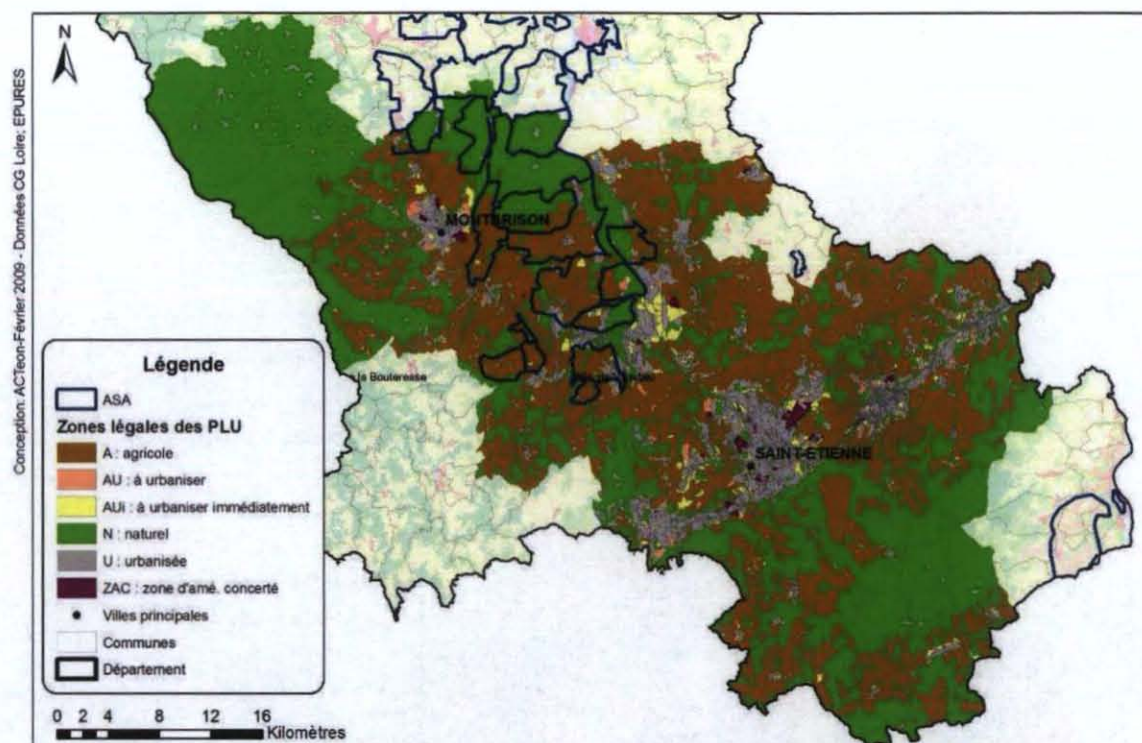 N
Conception: ACTeon-Février 2009 - Données CG Loire; EPURES
MONTBRISON
la Bouteresse
SAINT-ETIENNE
Légende
ASA
Zones légales des PLU
A : agricole
AU : à urbaniser
AUi : à urbaniser immédiatement
N : naturel
U : urbanisée
ZAC : zone d'amé. concerté
Villes principales
Communes
Département
0 2 4 8 12 16
Kilomètres